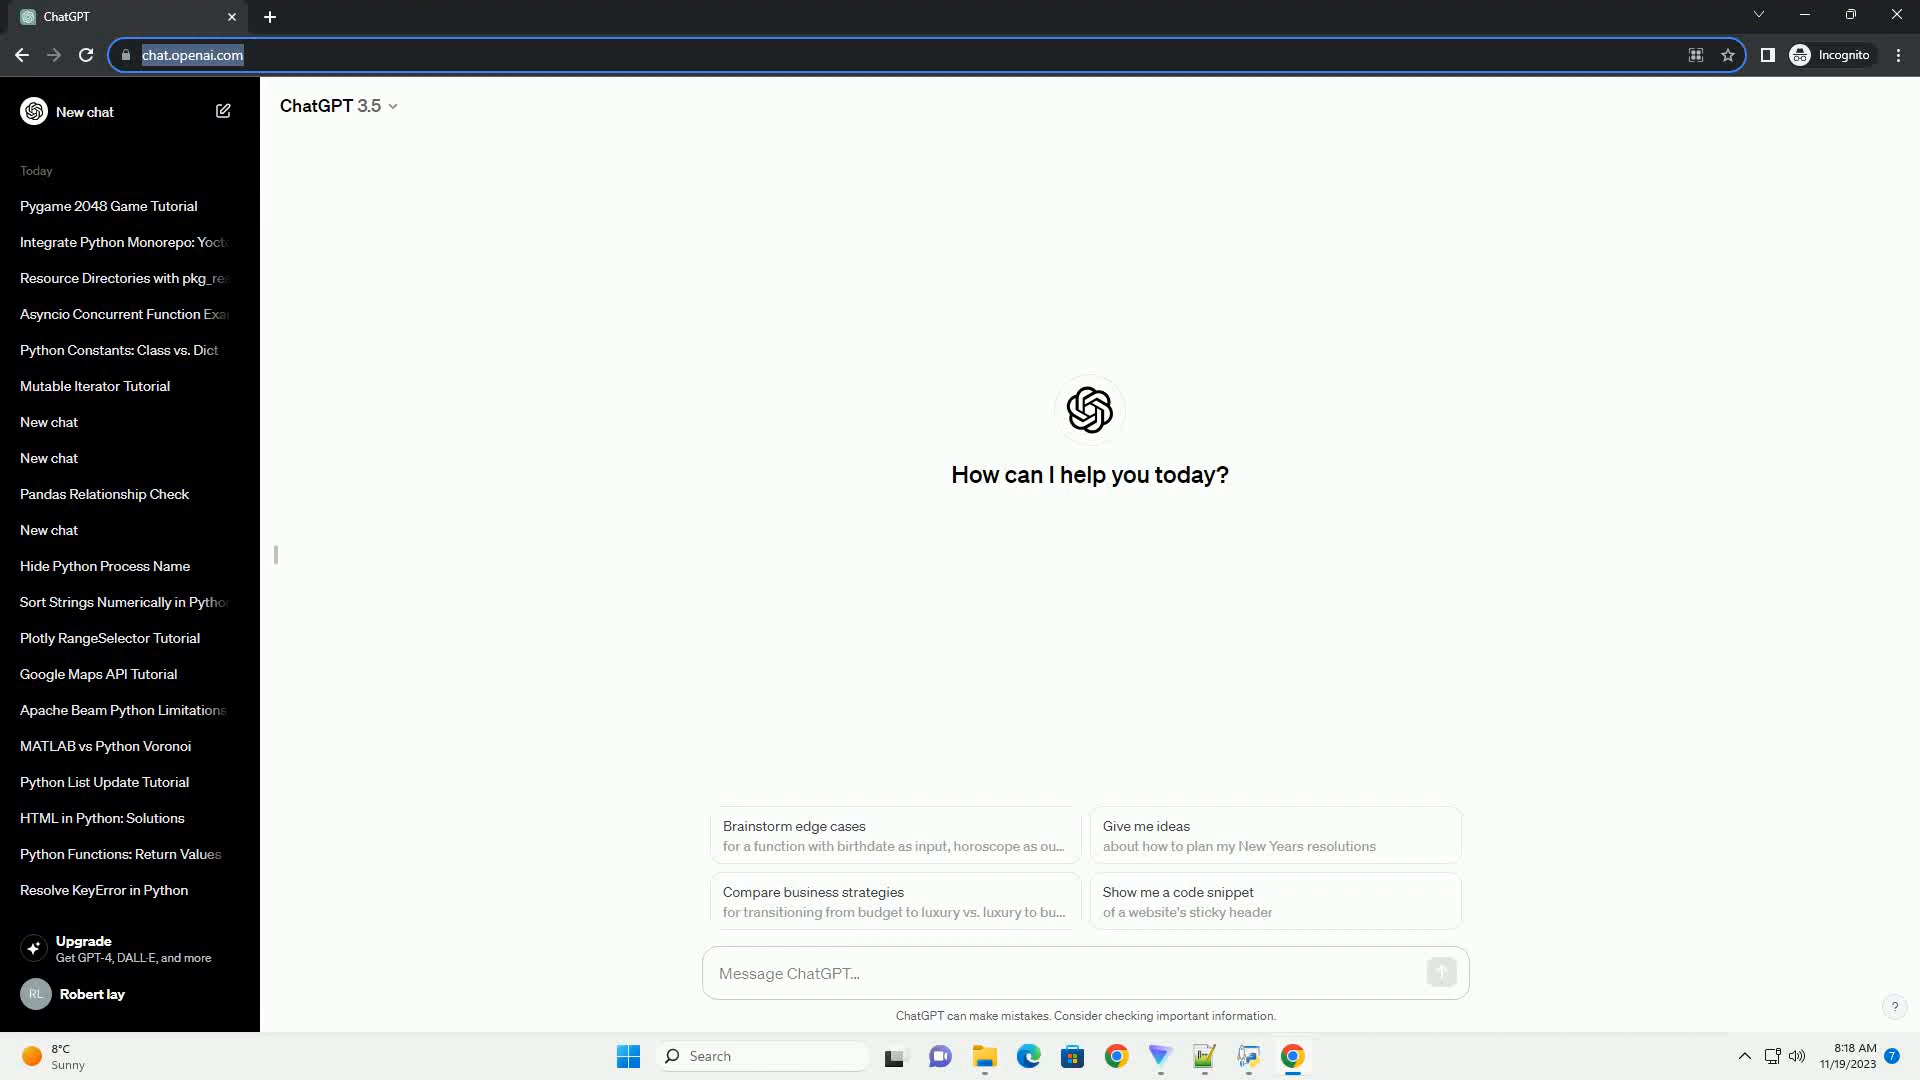 ChatGPT
chat.openai.com
Incognito
New chat
ChatGPT 3.5
Today
Pygame 2048 Game Tutorial
Integrate Python Monorepo: Yoct
Resource Directories with pkg_re
Asyncio Concurrent Function Exa
Python Constants: Class vs. Dict
Mutable Iterator Tutorial
New chat
New chat
Pandas Relationship Check
New chat
Hide Python Process Name
Sort Strings Numerically in Pytho
Plotly RangeSelector Tutorial
Google Maps API Tutorial
Apache Beam Python Limitations
MATLAB vs Python Voronoi
Python List Update Tutorial
HTML in Python: Solutions
Python Functions: Return Values
Resolve KeyError in Python
Upgrade
Get GPT-4, DALL·E, and more
RL
Robert lay
How can I help you today?
Brainstorm edge cases
for a function with birthdate as input, horoscope as ou...
Give me ideas
about how to plan my New Years resolutions
Compare business strategies
for transitioning from budget to luxury vs. luxury to bu...
Show me a code snippet
of a website's sticky header
Message ChatGPT...
ChatGPT can make mistakes. Consider checking important information.
?
8°C
Sunny
Search
8:18 AM
11/19/2023
7